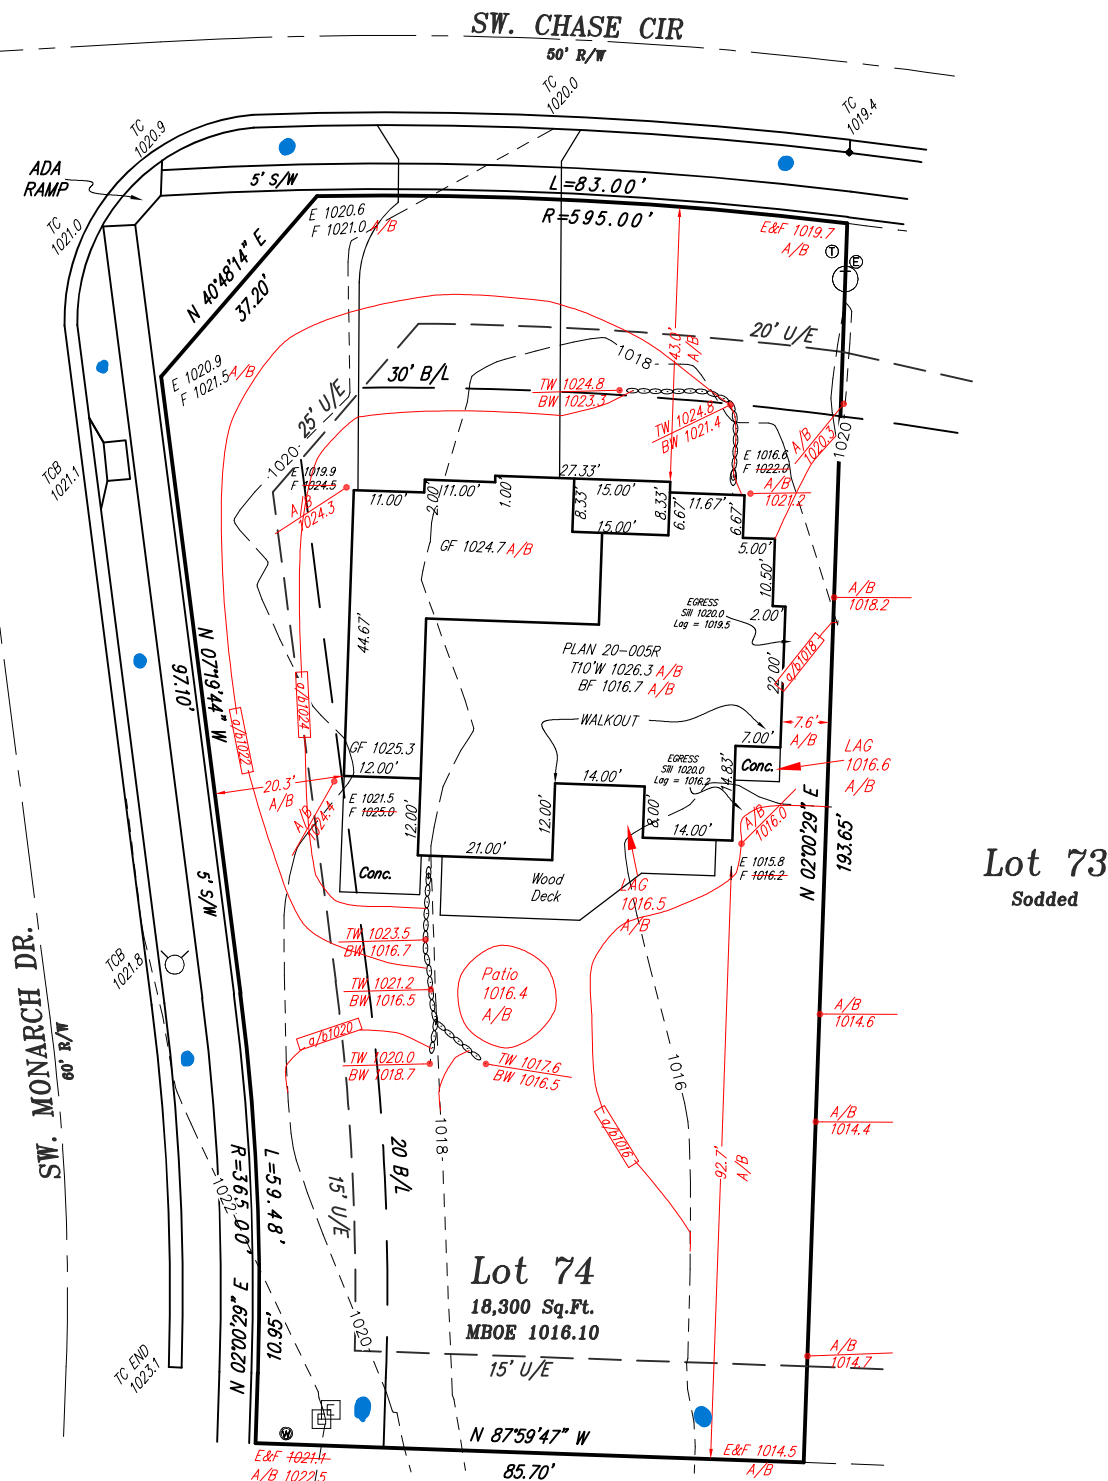 SW. CHASE CIR
50' R/W
TC
1020.0
TC
1019.4
TC
1020.9
ADA
RAMP
5' S/W
L=83.00'
R=595.00'
TC
1021.0
E 1020.6
F 1021.0 A/B
E&F 1019.7
A/B
T
E
N 40°48'14" E
37.20'
43.0'
A/B
20' U/E
1018
E 1020.9
F 1021.5 A/B
30' B/L
25' U/E
TW 1024.8
BW 1023.3
TW 1024.8
BW 1021.4
A/B
1020.3
1020
1020
TCB
1021.1
E 1019.9
F 1024.5
A/B
1024.3
27.33'
11.00'
2.00'
11.00'
1.00'
15.00'
8.33'
8.33'
15.00'
6.67'
11.67'
6.67'
E 1016.6
F 1022.0
A/B
1021.2
5.00'
GF 1024.7 A/B
10.50'
2.00'
A/B
1018.2
EGRESS
Sill 1020.0
Lag = 1019.5
44.67'
PLAN 20-005R
T10"W 1026.3 A/B
BF 1016.7 A/B
22.00'
a/b1018
N 07°19'44" W
97.10'
a/b1022
a/b1024
WALKOUT
7.6'
A/B
7.00'
GF 1025.3
12.00'
EGRESS
Sill 1020.0
Lag = 1016.2
14.83'
Conc.
LAG
1016.6
A/B
20.3'
A/B
A/B
1024.4
E 1021.5
F 1025.0
12.00'
14.00'
12.00'
8.00'
14.00'
A/B
1016.0
21.00'
Conc.
Wood
Deck
LAG
1016.5
A/B
E 1015.8
F 1016.2
N 02°00'29" E
193.65'
Lot 73
Sodded
5' S/W
TCB
1021.8
SW. MONARCH DR.
60' R/W
TW 1023.5
BW 1016.7
TW 1021.2
BW 1016.5
Patio
1016.4
A/B
A/B
1014.6
a/b1020
TW 1020.0
BW 1018.7
TW 1017.6
BW 1016.5
1016
a/b1016
A/B
1014.4
1018
92.7'
A/B
1022
R=365.00'
L=59.48'
15' U/E
20 B/L
Lot 74
18,300 Sq.Ft.
MBOE 1016.10
1020
15' U/E
A/B
1014.7
TC END
1023.1
N 02°00'29" E
10.95'
E
E
W
N 87°59'47" W
85.70'
E&F 1021.1
A/B 1022.5
E&F 1014.5
A/B